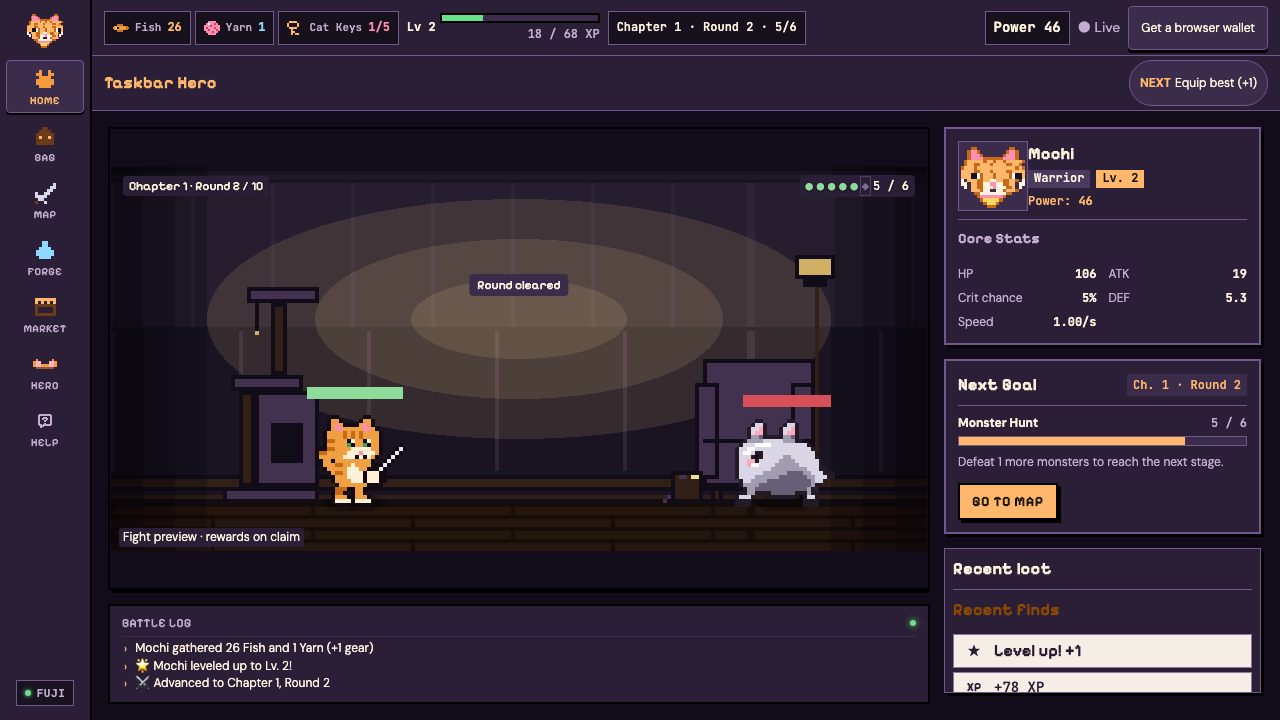 Fish 26
Yarn 1
Cat Keys 1/5
Lv 2
18 / 68 XP
Chapter 1 · Round 2 · 5/6
Power 46
Live
Get a browser wallet
Taskbar Hero
NEXT Equip best (+1)
HOME
BAG
MAP
FORGE
MARKET
HERO
HELP
FUJI
Chapter 1 · Round 2 / 10
5 / 6
Round cleared
Fight preview · rewards on claim
BATTLE LOG
› Mochi gathered 26 Fish and 1 Yarn (+1 gear)
› 🌟 Mochi leveled up to Lv. 2!
› ⚔️ Advanced to Chapter 1, Round 2
Mochi
Warrior Lv. 2
Power: 46
Core Stats
HP 106 ATK 19
Crit chance 5% DEF 5.3
Speed 1.00/s
Next Goal
Ch. 1 · Round 2
Monster Hunt 5 / 6
Defeat 1 more monsters to reach the next stage.
GO TO MAP
Recent loot
Recent Finds
★ Level up! +1
XP +78 XP